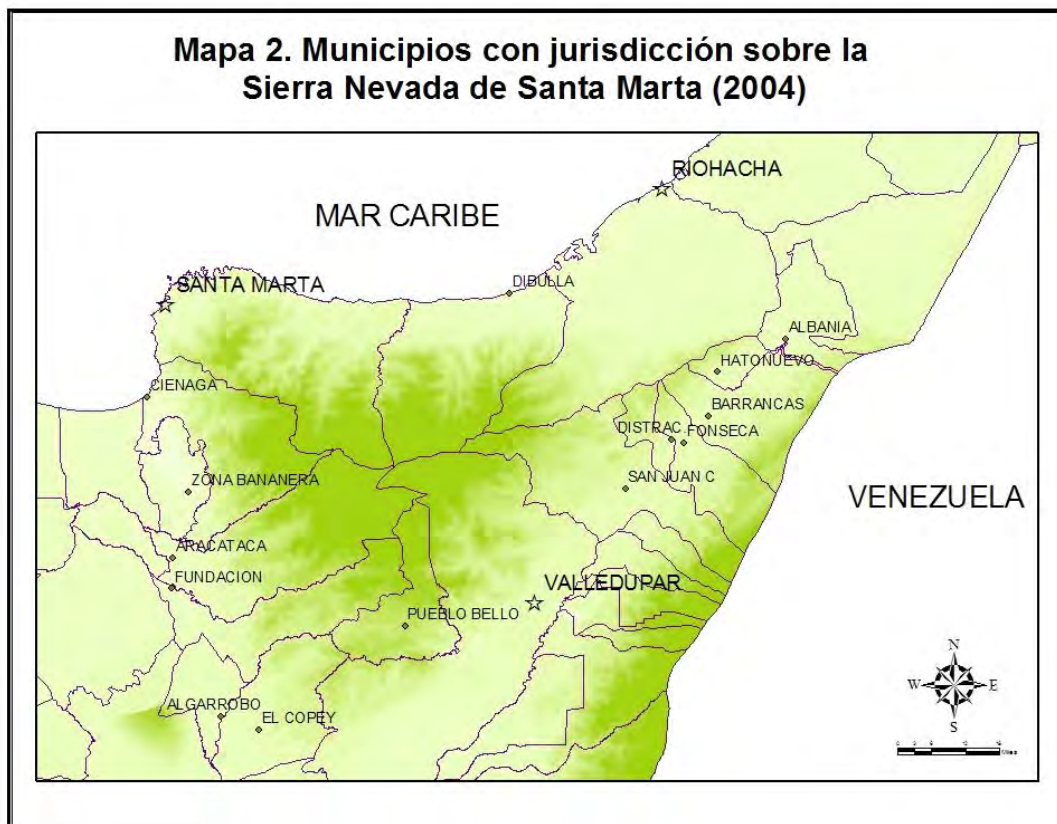 Mapa 2. Municipios con jurisdicción sobre la
Sierra Nevada de Santa Marta (2004)
RIOHACHA
MAR CARIBE
SANTA MARTA
DIBULLA
ALBANIA
HATONUEVO
CIENAGA
BARRANCAS
DISTRAC
FONSECA
ZONA BANANERA
SAN JUAN C
VENEZUELA
ARACATACA
FUNDACION
VALLEDUPAR
PUEBLO BELLO
N
W
E
S
ALGARROBO
EL COPEY